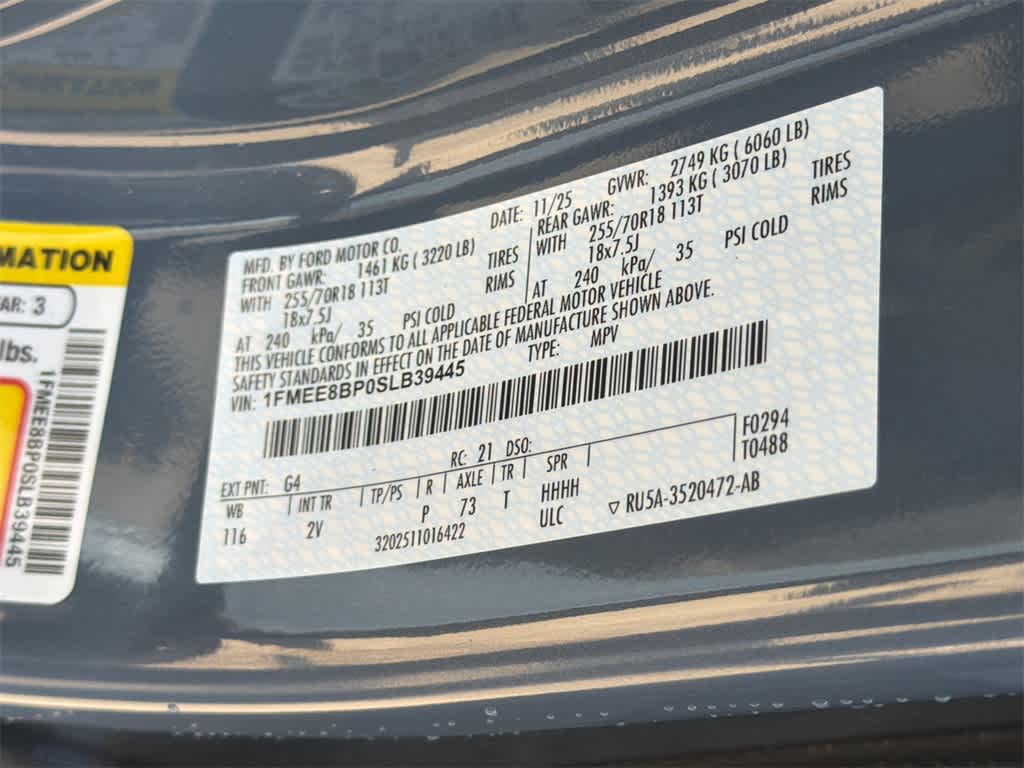 MATION
AR: 3
lbs.
1FMEE8BP0SLB39445
MFD. BY FORD MOTOR CO. DATE: 11/25 GVWR: 2749 KG ( 6060 LB)
FRONT GAWR: 1461 KG ( 3220 LB) REAR GAWR: 1393 KG ( 3070 LB)
WITH 255/70R18 113T TIRES WITH 255/70R18 113T TIRES
18x7.5J RIMS 18x7.5J RIMS
AT 240 kPa/ 35 PSI COLD AT 240 kPa/ 35 PSI COLD
THIS VEHICLE CONFORMS TO ALL APPLICABLE FEDERAL MOTOR VEHICLE
SAFETY STANDARDS IN EFFECT ON THE DATE OF MANUFACTURE SHOWN ABOVE.
VIN: 1FMEE8BP0SLB39445 TYPE: MPV
EXT PNT: G4 RC: 21 DSO: F0294
WB INT TR TP/PS R AXLE TR SPR T0488
116 2V P 73 T HHHH
3202511016422 ULC RU5A-3520472-AB